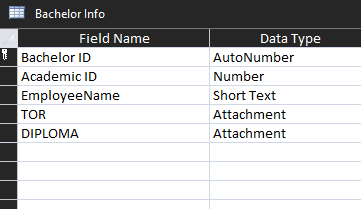 Bachelor Info
Field Name Data Type
Bachelor ID AutoNumber
Academic ID Number
EmployeeName Short Text
TOR Attachment
DIPLOMA Attachment